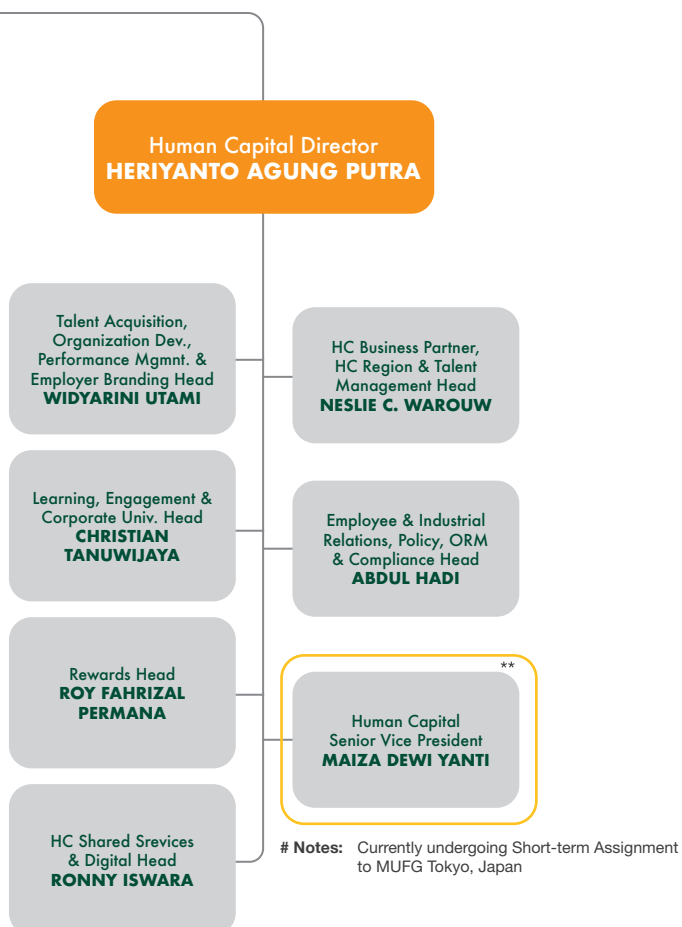 Human Capital Director
HERIYANTO AGUNG PUTRA
Talent Acquisition,
Organization Dev.,
Performance Mgmnt. &
Employer Branding Head
WIDYARINI UTAMI
HC Business Partner,
HC Region & Talent
Management Head
NESLIE C. WAROUW
Learning, Engagement &
Corporate Univ. Head
CHRISTIAN
TANUWIJAYA
Employee & Industrial
Relations, Policy, ORM
& Compliance Head
ABDUL HADI
Rewards Head
ROY FAHRIZAL
PERMANA
**
Human Capital
Senior Vice President
MAIZA DEWI YANTI
HC Shared Srevices
& Digital Head
RONNY ISWARA
# Notes: Currently undergoing Short-term Assignment
to MUFG Tokyo, Japan